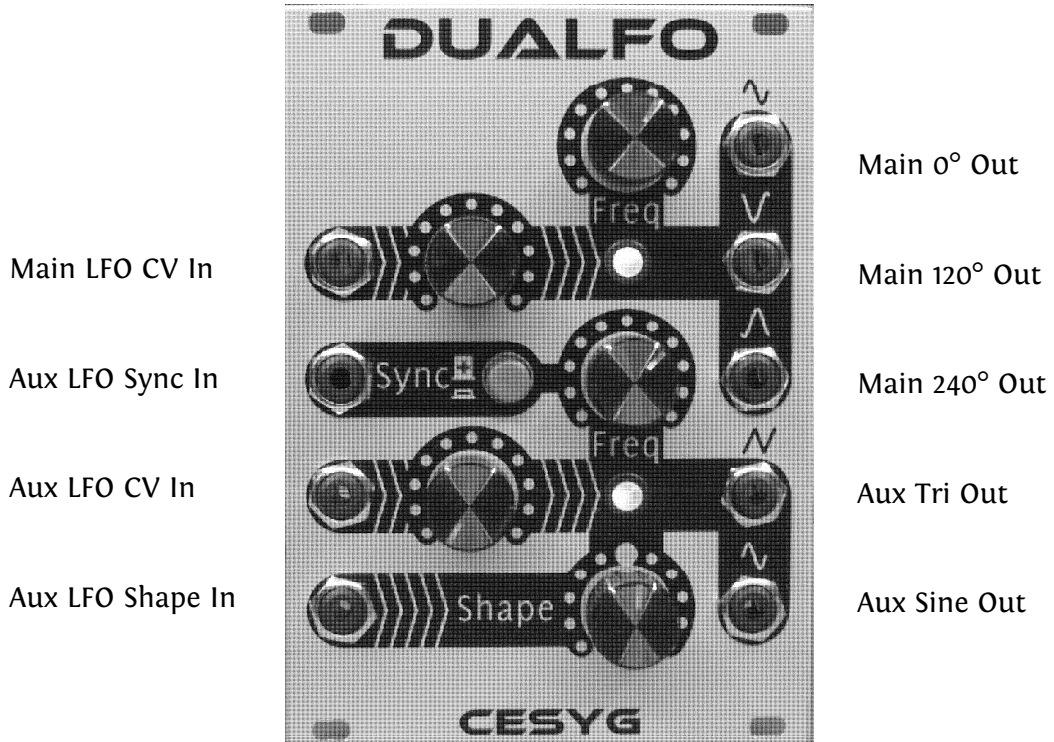 DUALFO
Main 0° Out
Freq
Main LFO CV In
Main 120° Out
Aux LFO Sync In
Sync
Main 240° Out
Freq
Aux LFO CV In
Aux Tri Out
Aux LFO Shape In
Shape
Aux Sine Out
CESYG